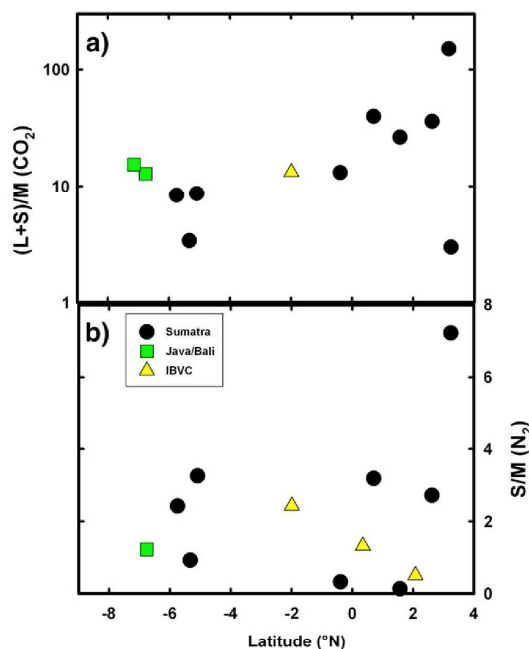 a)
100
10
1
(L+S)/M (CO₂)
b)
Sumatra
Java/Bali
IBVC
8
6
4
2
0
S/M (N₂)
-8 -6 -4 -2 0 2 4
Latitude (°N)